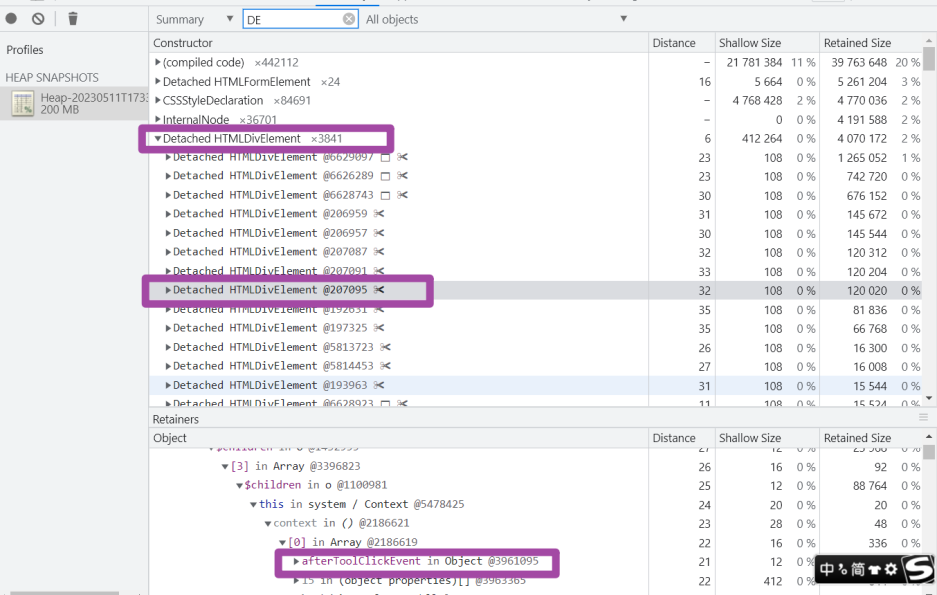 Summary ▼ DE All objects ▼
Profiles
HEAP SNAPSHOTS
Heap-20230511T1733
200 MB
Constructor Distance Shallow Size Retained Size
(compiled code) ×442112 – 21 781 384 11 % 39 763 648 20 %
Detached HTMLFormElement ×24 16 5 664 0 % 5 261 204 3 %
CSSStyleDeclaration ×84691 – 4 768 428 2 % 4 770 036 2 %
InternalNode ×36701 – 0 0 % 4 191 588 2 %
Detached HTMLDivElement ×3841 6 412 264 0 % 4 070 172 2 %
Detached HTMLDivElement @6629097 23 108 0 % 1 265 052 1 %
Detached HTMLDivElement @6626289 23 108 0 % 742 720 0 %
Detached HTMLDivElement @6628743 30 108 0 % 676 152 0 %
Detached HTMLDivElement @206959 31 108 0 % 145 672 0 %
Detached HTMLDivElement @206957 30 108 0 % 145 544 0 %
Detached HTMLDivElement @207087 32 108 0 % 120 312 0 %
Detached HTMLDivElement @207091 33 108 0 % 120 204 0 %
Detached HTMLDivElement @207095 32 108 0 % 120 020 0 %
Detached HTMLDivElement @192631 35 108 0 % 81 836 0 %
Detached HTMLDivElement @197325 35 108 0 % 66 768 0 %
Detached HTMLDivElement @5813723 26 108 0 % 16 300 0 %
Detached HTMLDivElement @5814453 27 108 0 % 16 008 0 %
Detached HTMLDivElement @193963 31 108 0 % 15 544 0 %
Detached HTMLDivElement @6628923 11 108 0 % 15 524 0 %
Retainers
Object Distance Shallow Size Retained Size
[3] in Array @3396823 26 16 0 % 92 0 %
$children in o @1100981 25 12 0 % 88 764 0 %
this in system / Context @5478425 24 20 0 % 20 0 %
context in () @2186621 23 28 0 % 48 0 %
[0] in Array @2186619 22 16 0 % 336 0 %
afterToolClickEvent in Object @3961095 21 12 0 %
15 in (object properties)[] @3963365 22 412 0 %
中 简